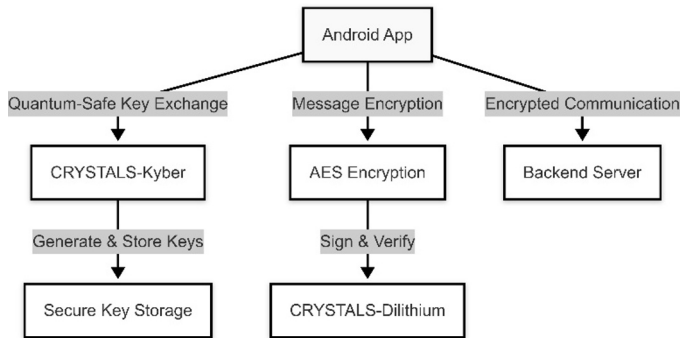 Android App
Quantum-Safe Key Exchange
Message Encryption
Encrypted Communication
CRYSTALS-Kyber
AES Encryption
Backend Server
Generate & Store Keys
Sign & Verify
Secure Key Storage
CRYSTALS-Dilithium